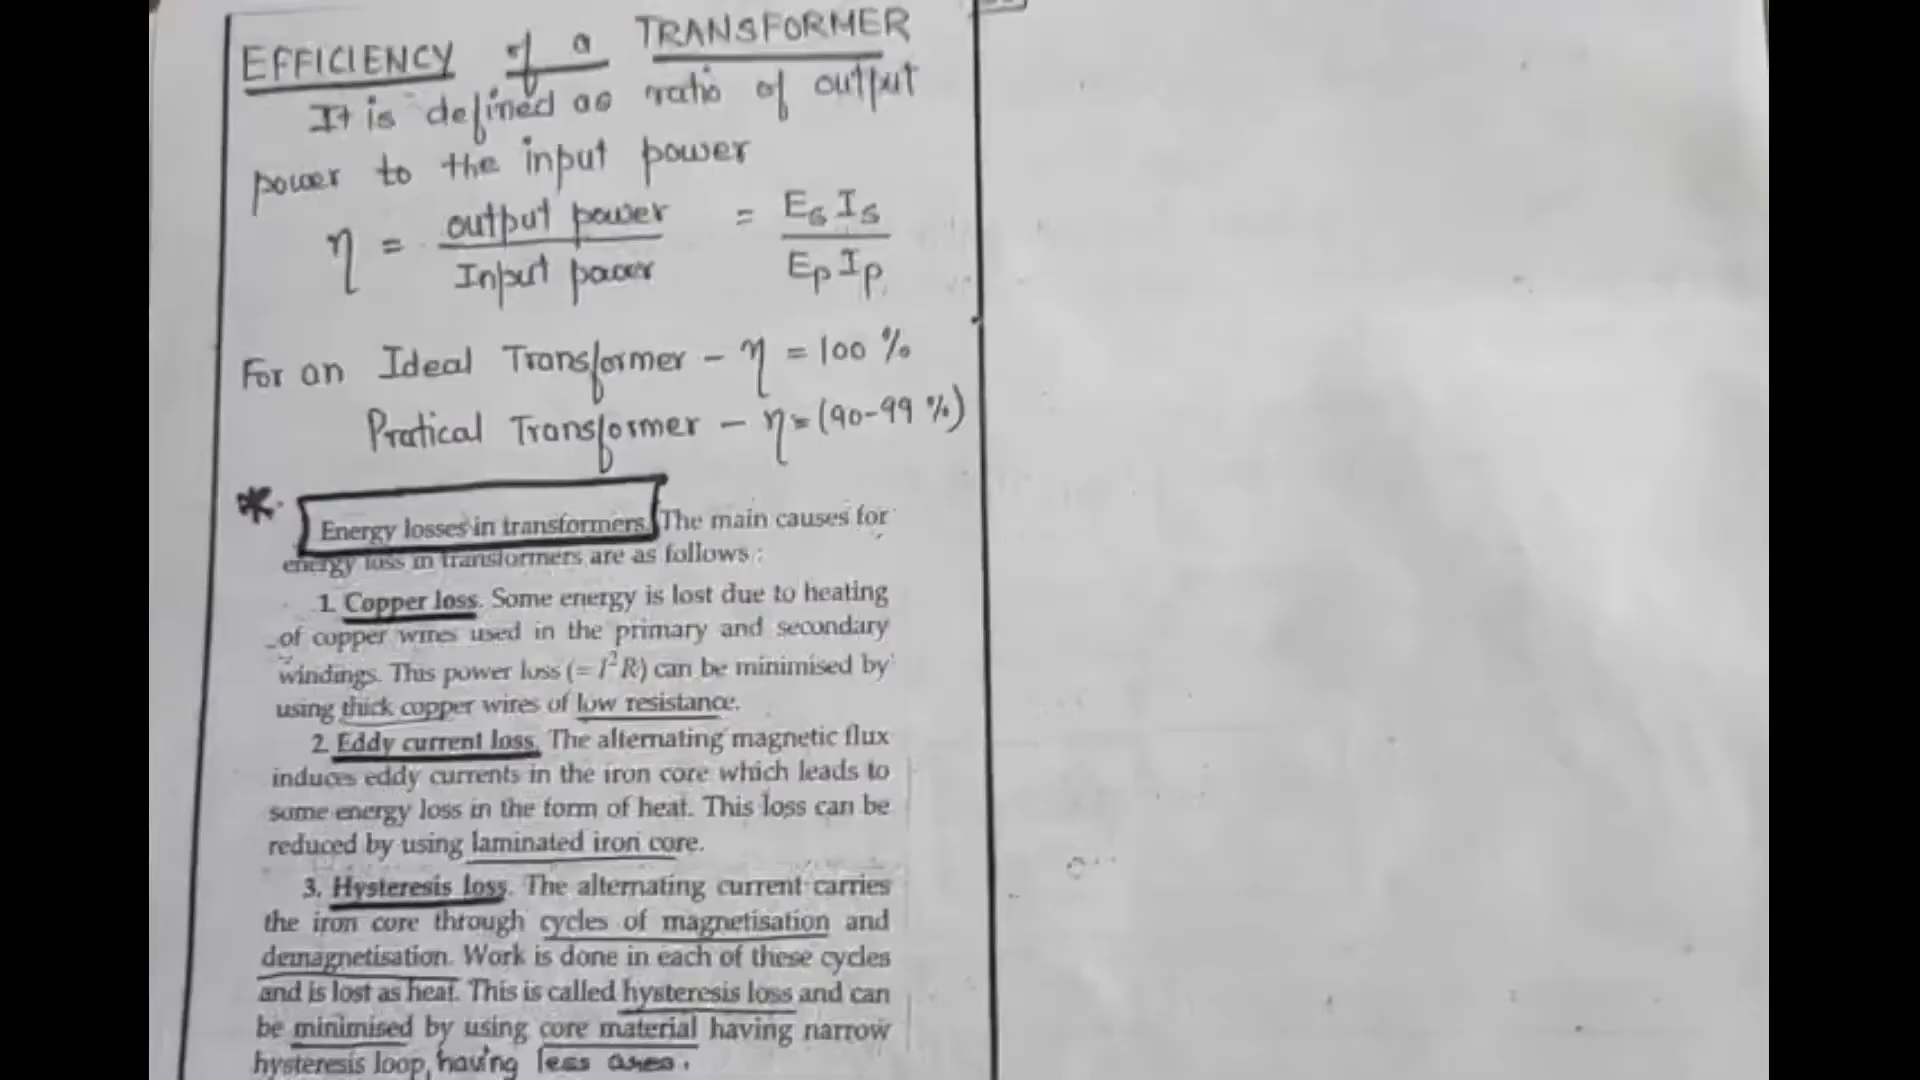 EFFICIENCY of a TRANSFORMER
It is defined as ratio of output
power to the input power
η = output power / Input power = Es Is / Ep Ip
For an Ideal Transformer - η = 100 %
Pratical Transformer - η = (90-99 %)
* Energy losses in transformers. The main causes for
energy loss in transformers are as follows :
1. Copper loss. Some energy is lost due to heating
of copper wires used in the primary and secondary
windings. This power loss (= I²R) can be minimised by
using thick copper wires of low resistance.
2. Eddy current loss. The alternating magnetic flux
induces eddy currents in the iron core which leads to
some energy loss in the form of heat. This loss can be
reduced by using laminated iron core.
3. Hysteresis loss. The alternating current carries
the iron core through cycles of magnetisation and
demagnetisation. Work is done in each of these cycles
and is lost as heat. This is called hysteresis loss and can
be minimised by using core material having narrow
hysteresis loop, having less area.